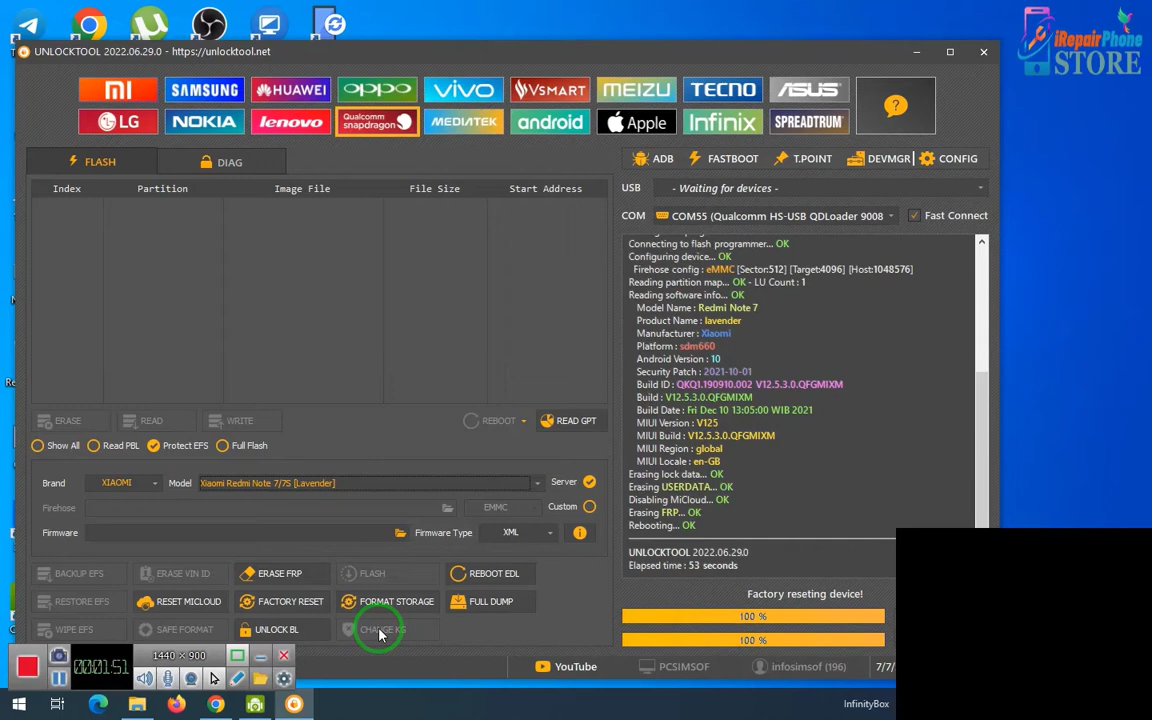 iRepairPhone
STORE
UNLOCKTOOL 2022.06.29.0 - https://unlocktool.net
MI SAMSUNG HUAWEI OPPO vivo VSMART MEIZU TECNO ASUS ?
LG NOKIA lenovo Qualcomm snapdragon MEDIATEK android Apple Infinix SPREADTRUM
FLASH DIAG
ADB FASTBOOT T.POINT DEVMGR CONFIG
Index Partition Image File File Size Start Address
USB - Waiting for devices -
COM COM55 (Qualcomm HS-USB QDLoader 9008 Fast Connect
Connecting to flash programmer... OK
Configuring device... OK
Firehose config : eMMC [Sector:512] [Target:4096] [Host:1048576]
Reading partition map... OK - LU Count : 1
Reading software info... OK
Model Name : Redmi Note 7
Product Name : lavender
Manufacturer : Xiaomi
Platform : sdm660
Android Version : 10
Security Patch : 2021-10-01
Build ID : QKQ1.190910.002 V12.5.3.0.QFGMIXM
Build : V12.5.3.0.QFGMIXM
Build Date : Fri Dec 10 13:05:00 WIB 2021
MIUI Version : V125
MIUI Build : V12.5.3.0.QFGMIXM
MIUI Region : global
MIUI Locale : en-GB
Erasing lock data... OK
Erasing USERDATA... OK
Disabling MiCloud... OK
Erasing FRP... OK
Rebooting... OK
UNLOCKTOOL 2022.06.29.0
Elapsed time : 53 seconds
ERASE READ WRITE REBOOT READ GPT
Show All Read PBL Protect EFS Full Flash
Brand XIAOMI Model Xiaomi Redmi Note 7/7S [Lavender] Server
Firehose EMMC Custom
Firmware Firmware Type XML
BACKUP EFS ERASE VIN ID ERASE FRP FLASH REBOOT EDL
RESTORE EFS RESET MICLOUD FACTORY RESET FORMAT STORAGE FULL DUMP
WIPE EFS SAFE FORMAT UNLOCK BL CHANGE KG
Factory reseting device!
100 %
100 %
0:00:1:51 1440 × 900
YouTube PCSIMSOF infosimsof (196) 7/7/
InfinityBox